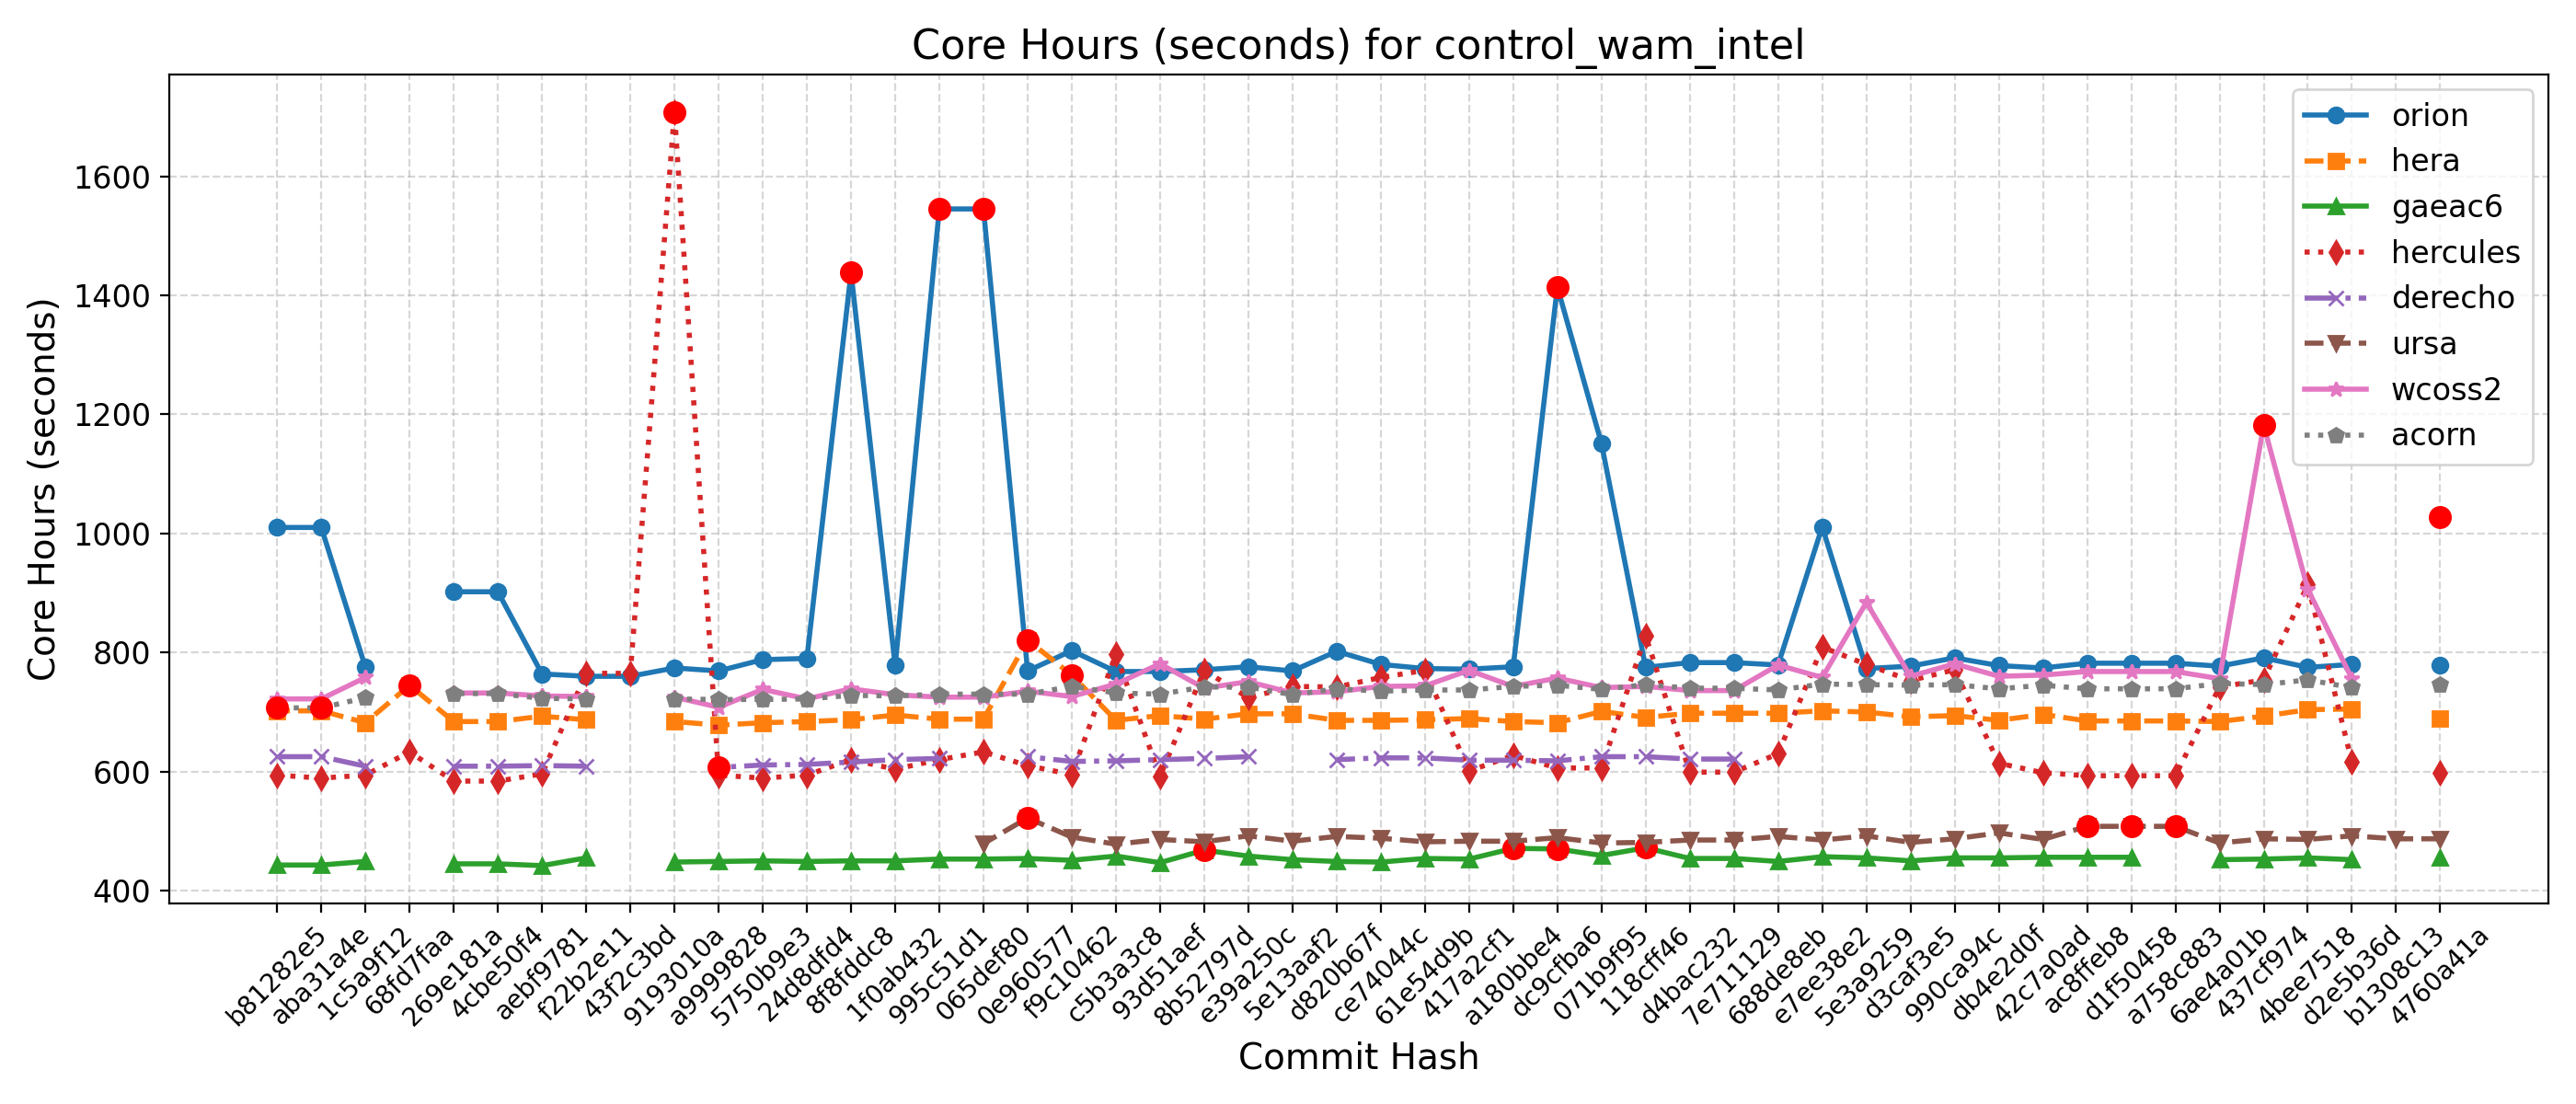 Core Hours (seconds) for control_wam_intel
Core Hours (seconds)
1600
1400
1200
1000
800
600
400
orion
hera
gaeac6
hercules
derecho
ursa
wcoss2
acorn
b81282e5
aba31a4e
1c5a9f12
68fd7faa
269e181a
4cbe50f4
aebf9781
f22b2e11
43f2c3bd
9193010a
a9999828
5750b9e3
24d8dfd4
8f8fddc8
1f0ab432
995c51d1
065def80
0e960577
f9c10462
c5b3a3c8
93d51aef
8b52797d
e39a250c
5e13aaf2
d820b67f
ce74044c
61e54d9b
417a2cf1
a180bbe4
dc9cfba6
071b9f95
118cff46
d4bac232
7e711129
688de8eb
e7ee38e2
5e3a9259
d3caf3e5
990ca94c
db4e2d0f
42c7a0ad
ac8ffeb8
d1f50458
a758c883
6ae4a01b
437cf974
4bee7518
d2e5b36d
b1308c13
4760a41a
Commit Hash